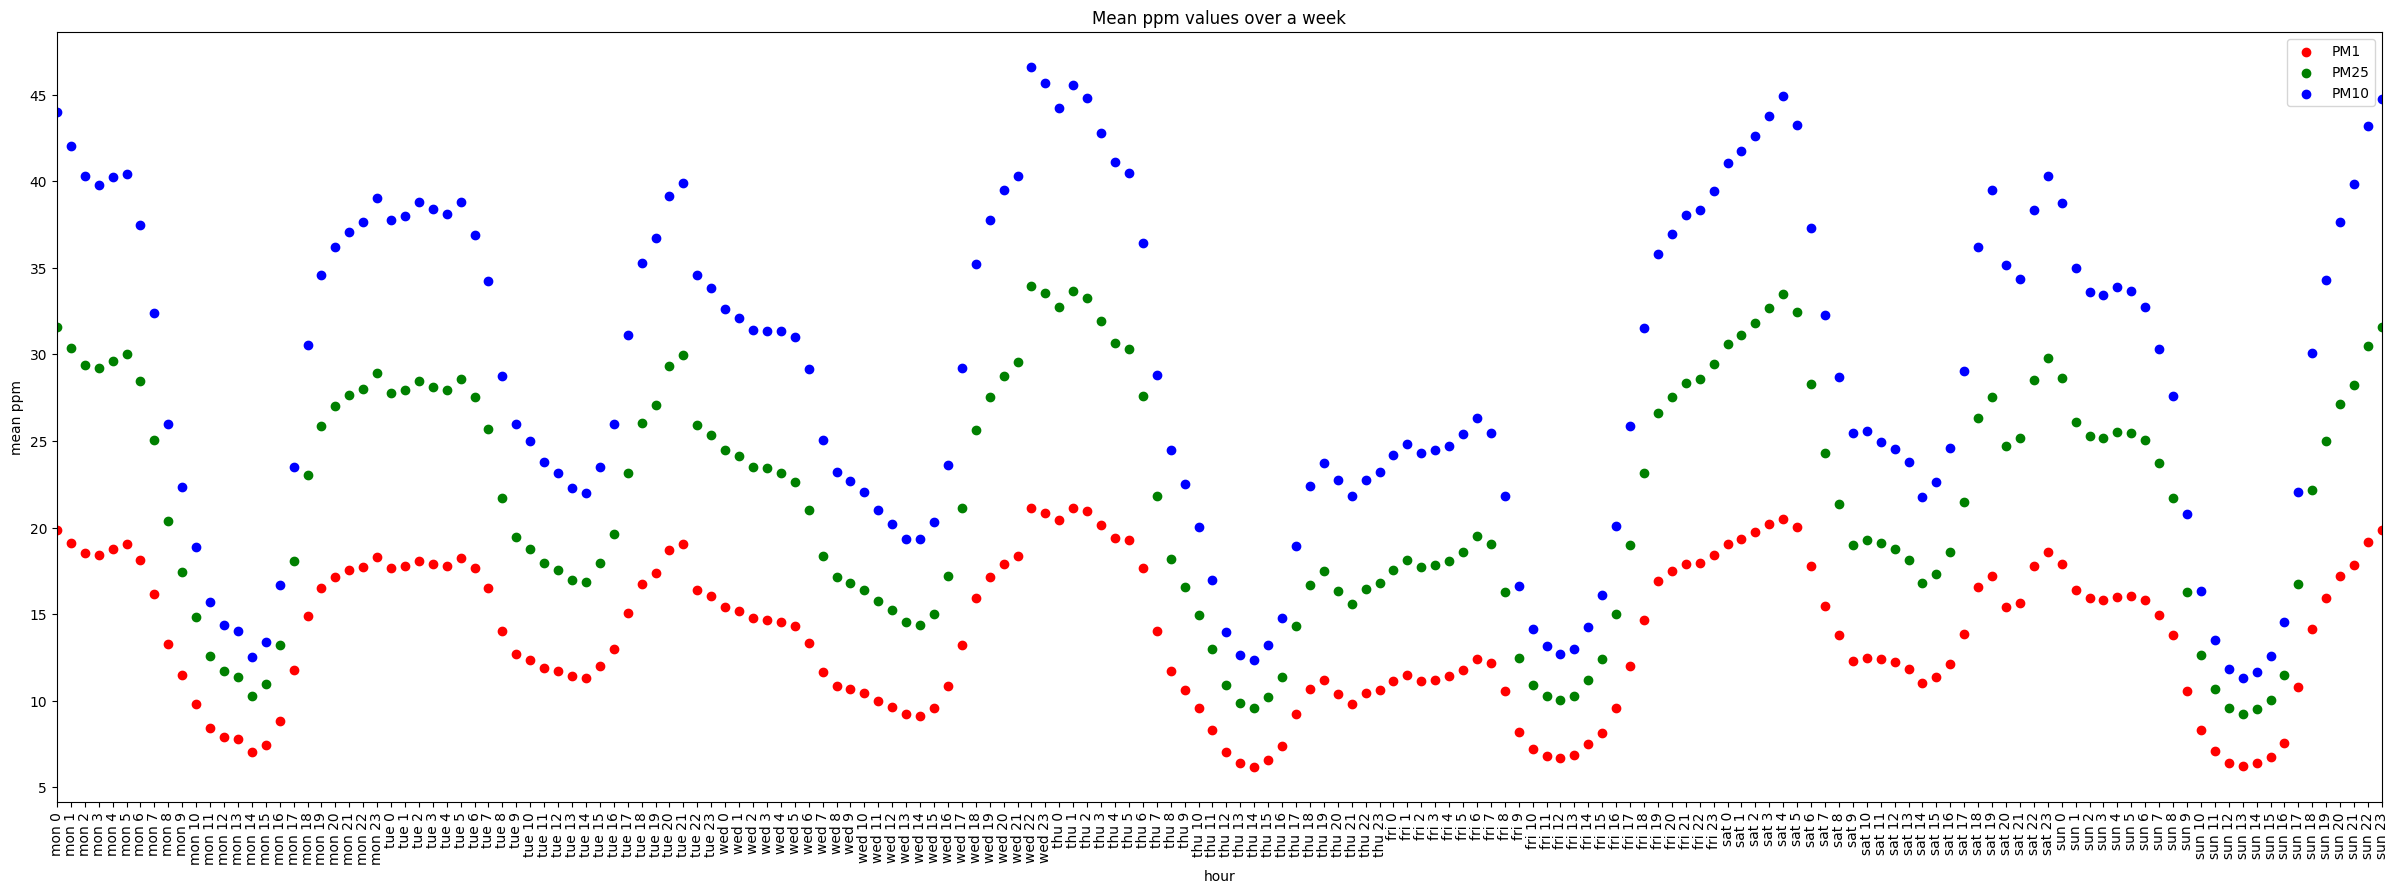 Mean ppm values over a week
PM1
PM25
PM10
mean ppm
45
40
35
30
25
20
15
10
5
mon 0
mon 1
mon 2
mon 3
mon 4
mon 5
mon 6
mon 7
mon 8
mon 9
mon 10
mon 11
mon 12
mon 13
mon 14
mon 15
mon 16
mon 17
mon 18
mon 19
mon 20
mon 21
mon 22
mon 23
tue 0
tue 1
tue 2
tue 3
tue 4
tue 5
tue 6
tue 7
tue 8
tue 9
tue 10
tue 11
tue 12
tue 13
tue 14
tue 15
tue 16
tue 17
tue 18
tue 19
tue 20
tue 21
tue 22
tue 23
wed 0
wed 1
wed 2
wed 3
wed 4
wed 5
wed 6
wed 7
wed 8
wed 9
wed 10
wed 11
wed 12
wed 13
wed 14
wed 15
wed 16
wed 17
wed 18
wed 19
wed 20
wed 21
wed 22
wed 23
thu 0
thu 1
thu 2
thu 3
thu 4
thu 5
thu 6
thu 7
thu 8
thu 9
thu 10
thu 11
thu 12
thu 13
thu 14
thu 15
thu 16
thu 17
thu 18
thu 19
thu 20
thu 21
thu 22
thu 23
fri 0
fri 1
fri 2
fri 3
fri 4
fri 5
fri 6
fri 7
fri 8
fri 9
fri 10
fri 11
fri 12
fri 13
fri 14
fri 15
fri 16
fri 17
fri 18
fri 19
fri 20
fri 21
fri 22
fri 23
sat 0
sat 1
sat 2
sat 3
sat 4
sat 5
sat 6
sat 7
sat 8
sat 9
sat 10
sat 11
sat 12
sat 13
sat 14
sat 15
sat 16
sat 17
sat 18
sat 19
sat 20
sat 21
sat 22
sat 23
sun 0
sun 1
sun 2
sun 3
sun 4
sun 5
sun 6
sun 7
sun 8
sun 9
sun 10
sun 11
sun 12
sun 13
sun 14
sun 15
sun 16
sun 17
sun 18
sun 19
sun 20
sun 21
sun 22
sun 23
hour